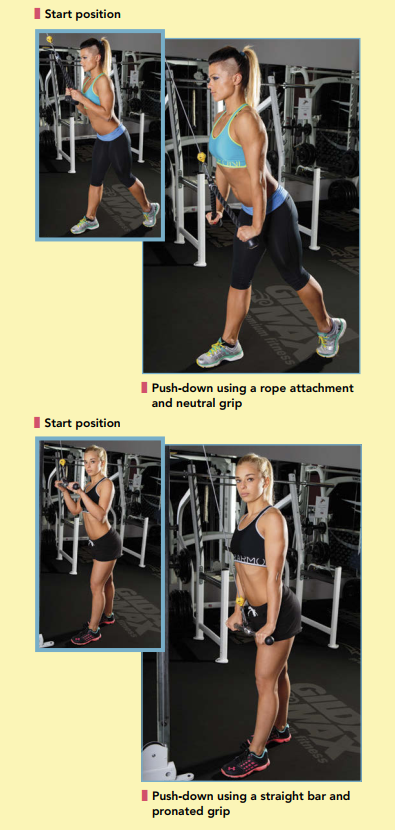 Start position
Push-down using a rope attachment
and neutral grip
Start position
Push-down using a straight bar and
pronated grip